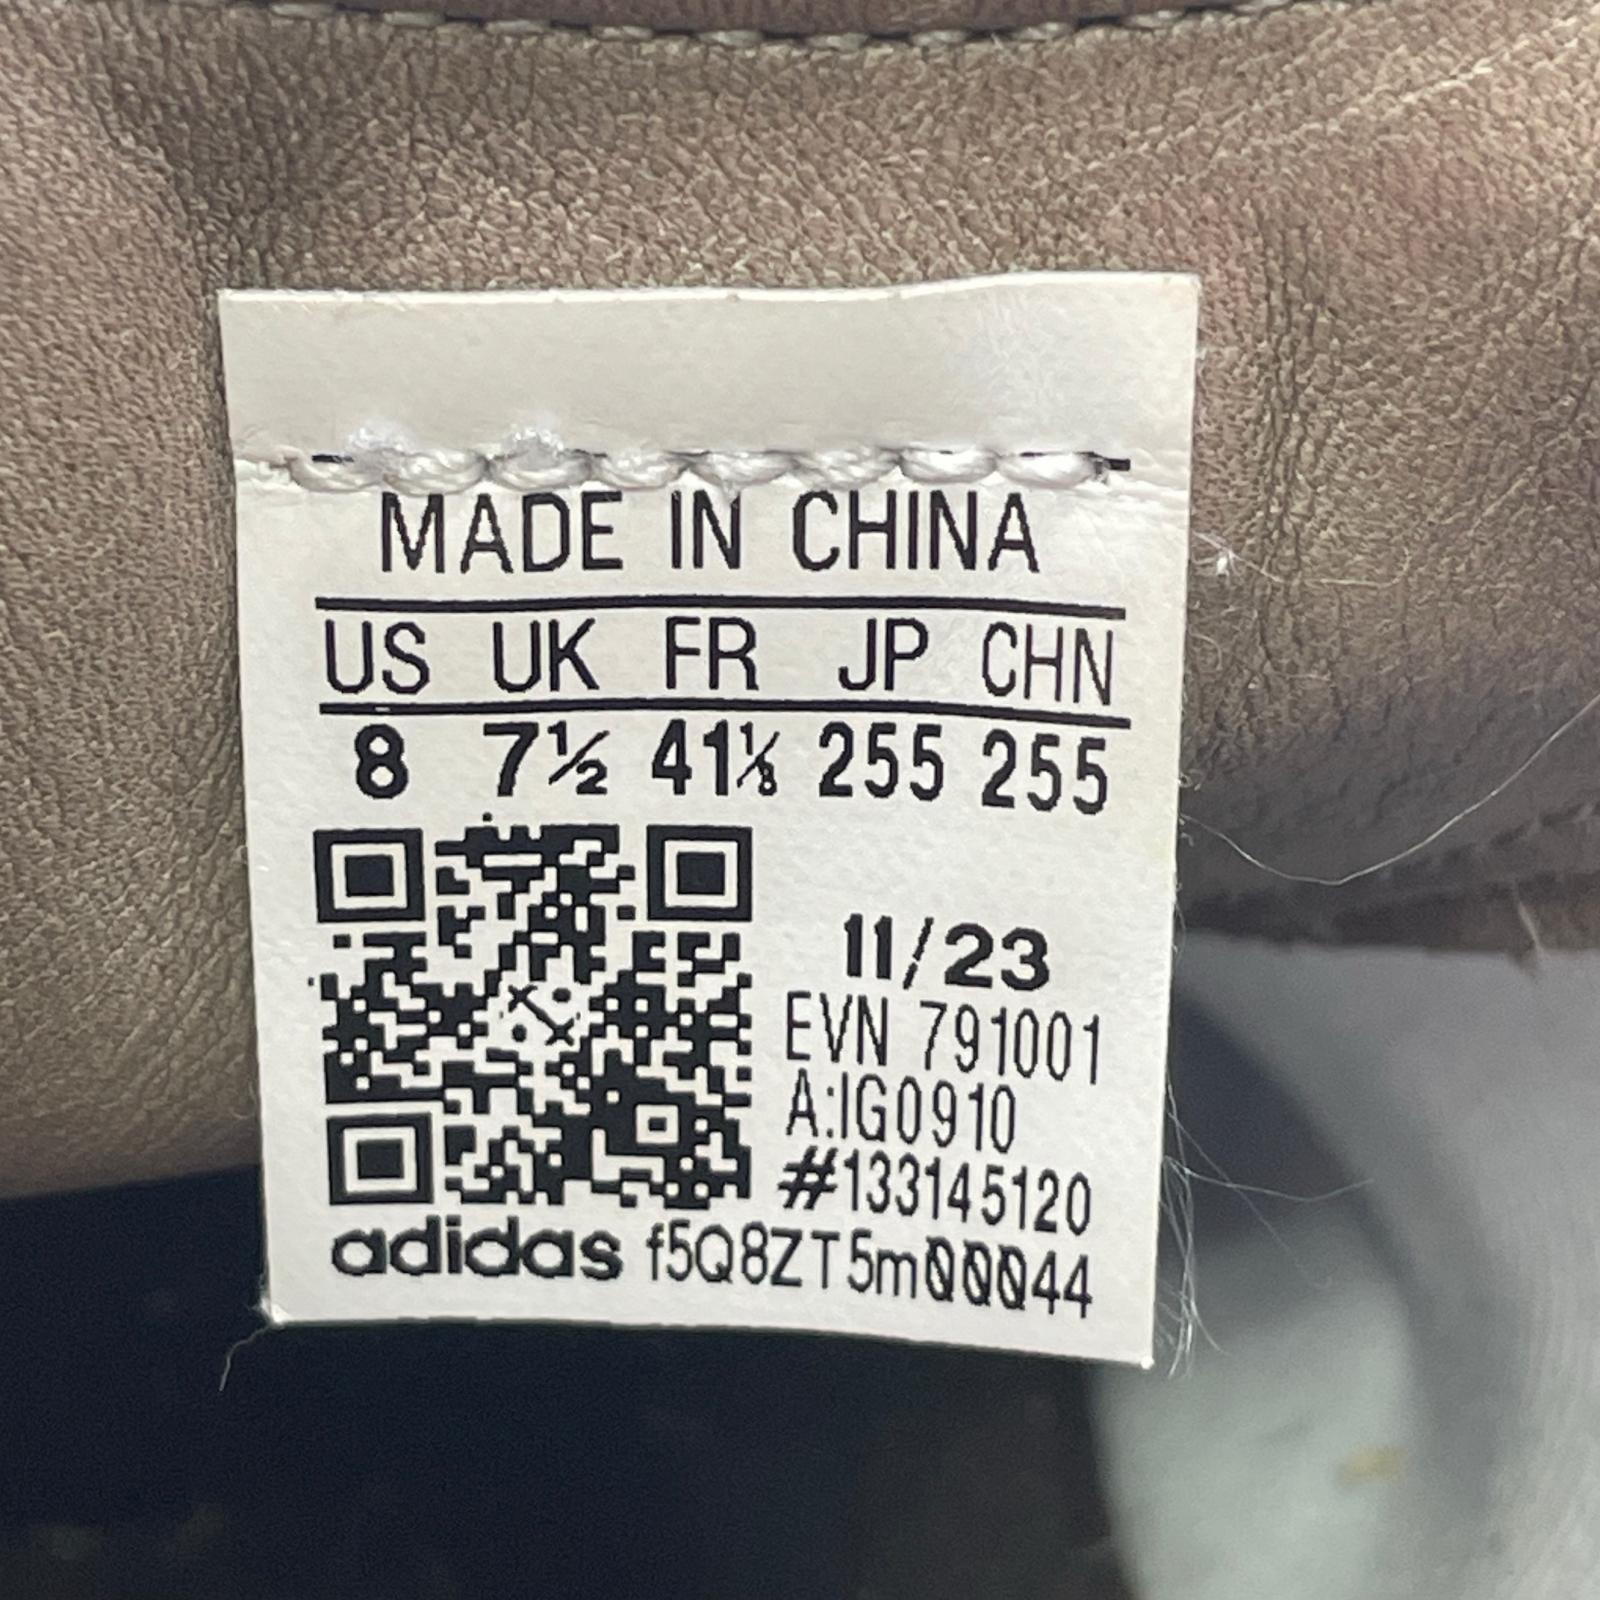 MADE IN CHINA
US UK FR JP CHN
8 7½ 41⅓ 255 255
11/23
EVN 791001
A:IG0910
#133145120
adidas f5Q8ZT5m00044